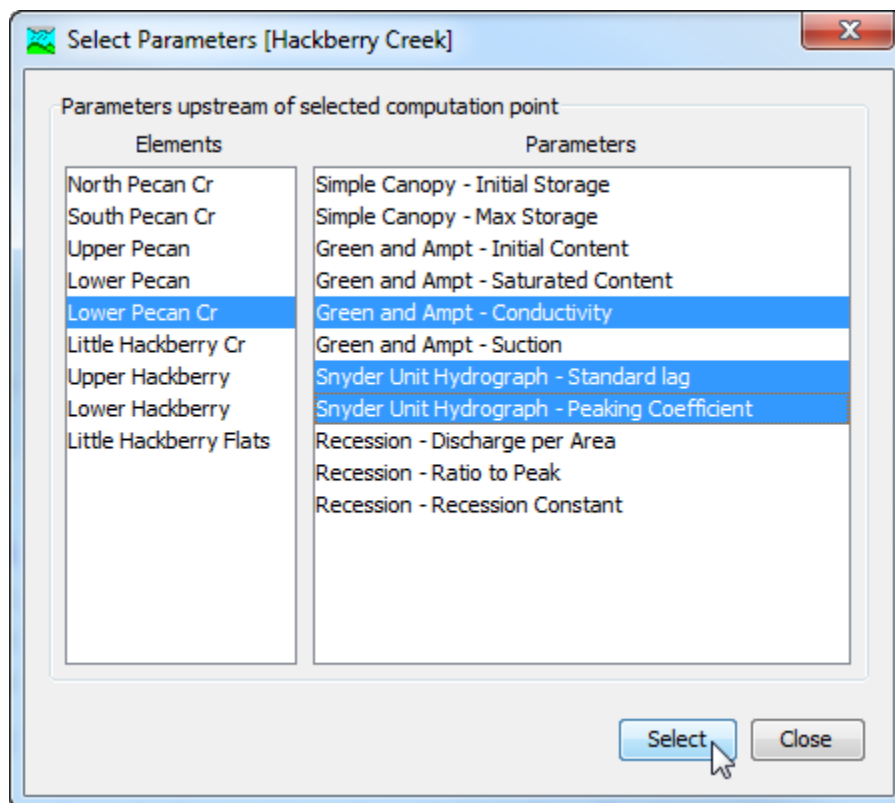 Select Parameters [Hackberry Creek]
Parameters upstream of selected computation point
Elements
Parameters
North Pecan Cr
South Pecan Cr
Upper Pecan
Lower Pecan
Lower Pecan Cr
Little Hackberry Cr
Upper Hackberry
Lower Hackberry
Little Hackberry Flats
Simple Canopy - Initial Storage
Simple Canopy - Max Storage
Green and Ampt - Initial Content
Green and Ampt - Saturated Content
Green and Ampt - Conductivity
Green and Ampt - Suction
Snyder Unit Hydrograph - Standard lag
Snyder Unit Hydrograph - Peaking Coefficient
Recession - Discharge per Area
Recession - Ratio to Peak
Recession - Recession Constant
Select
Close